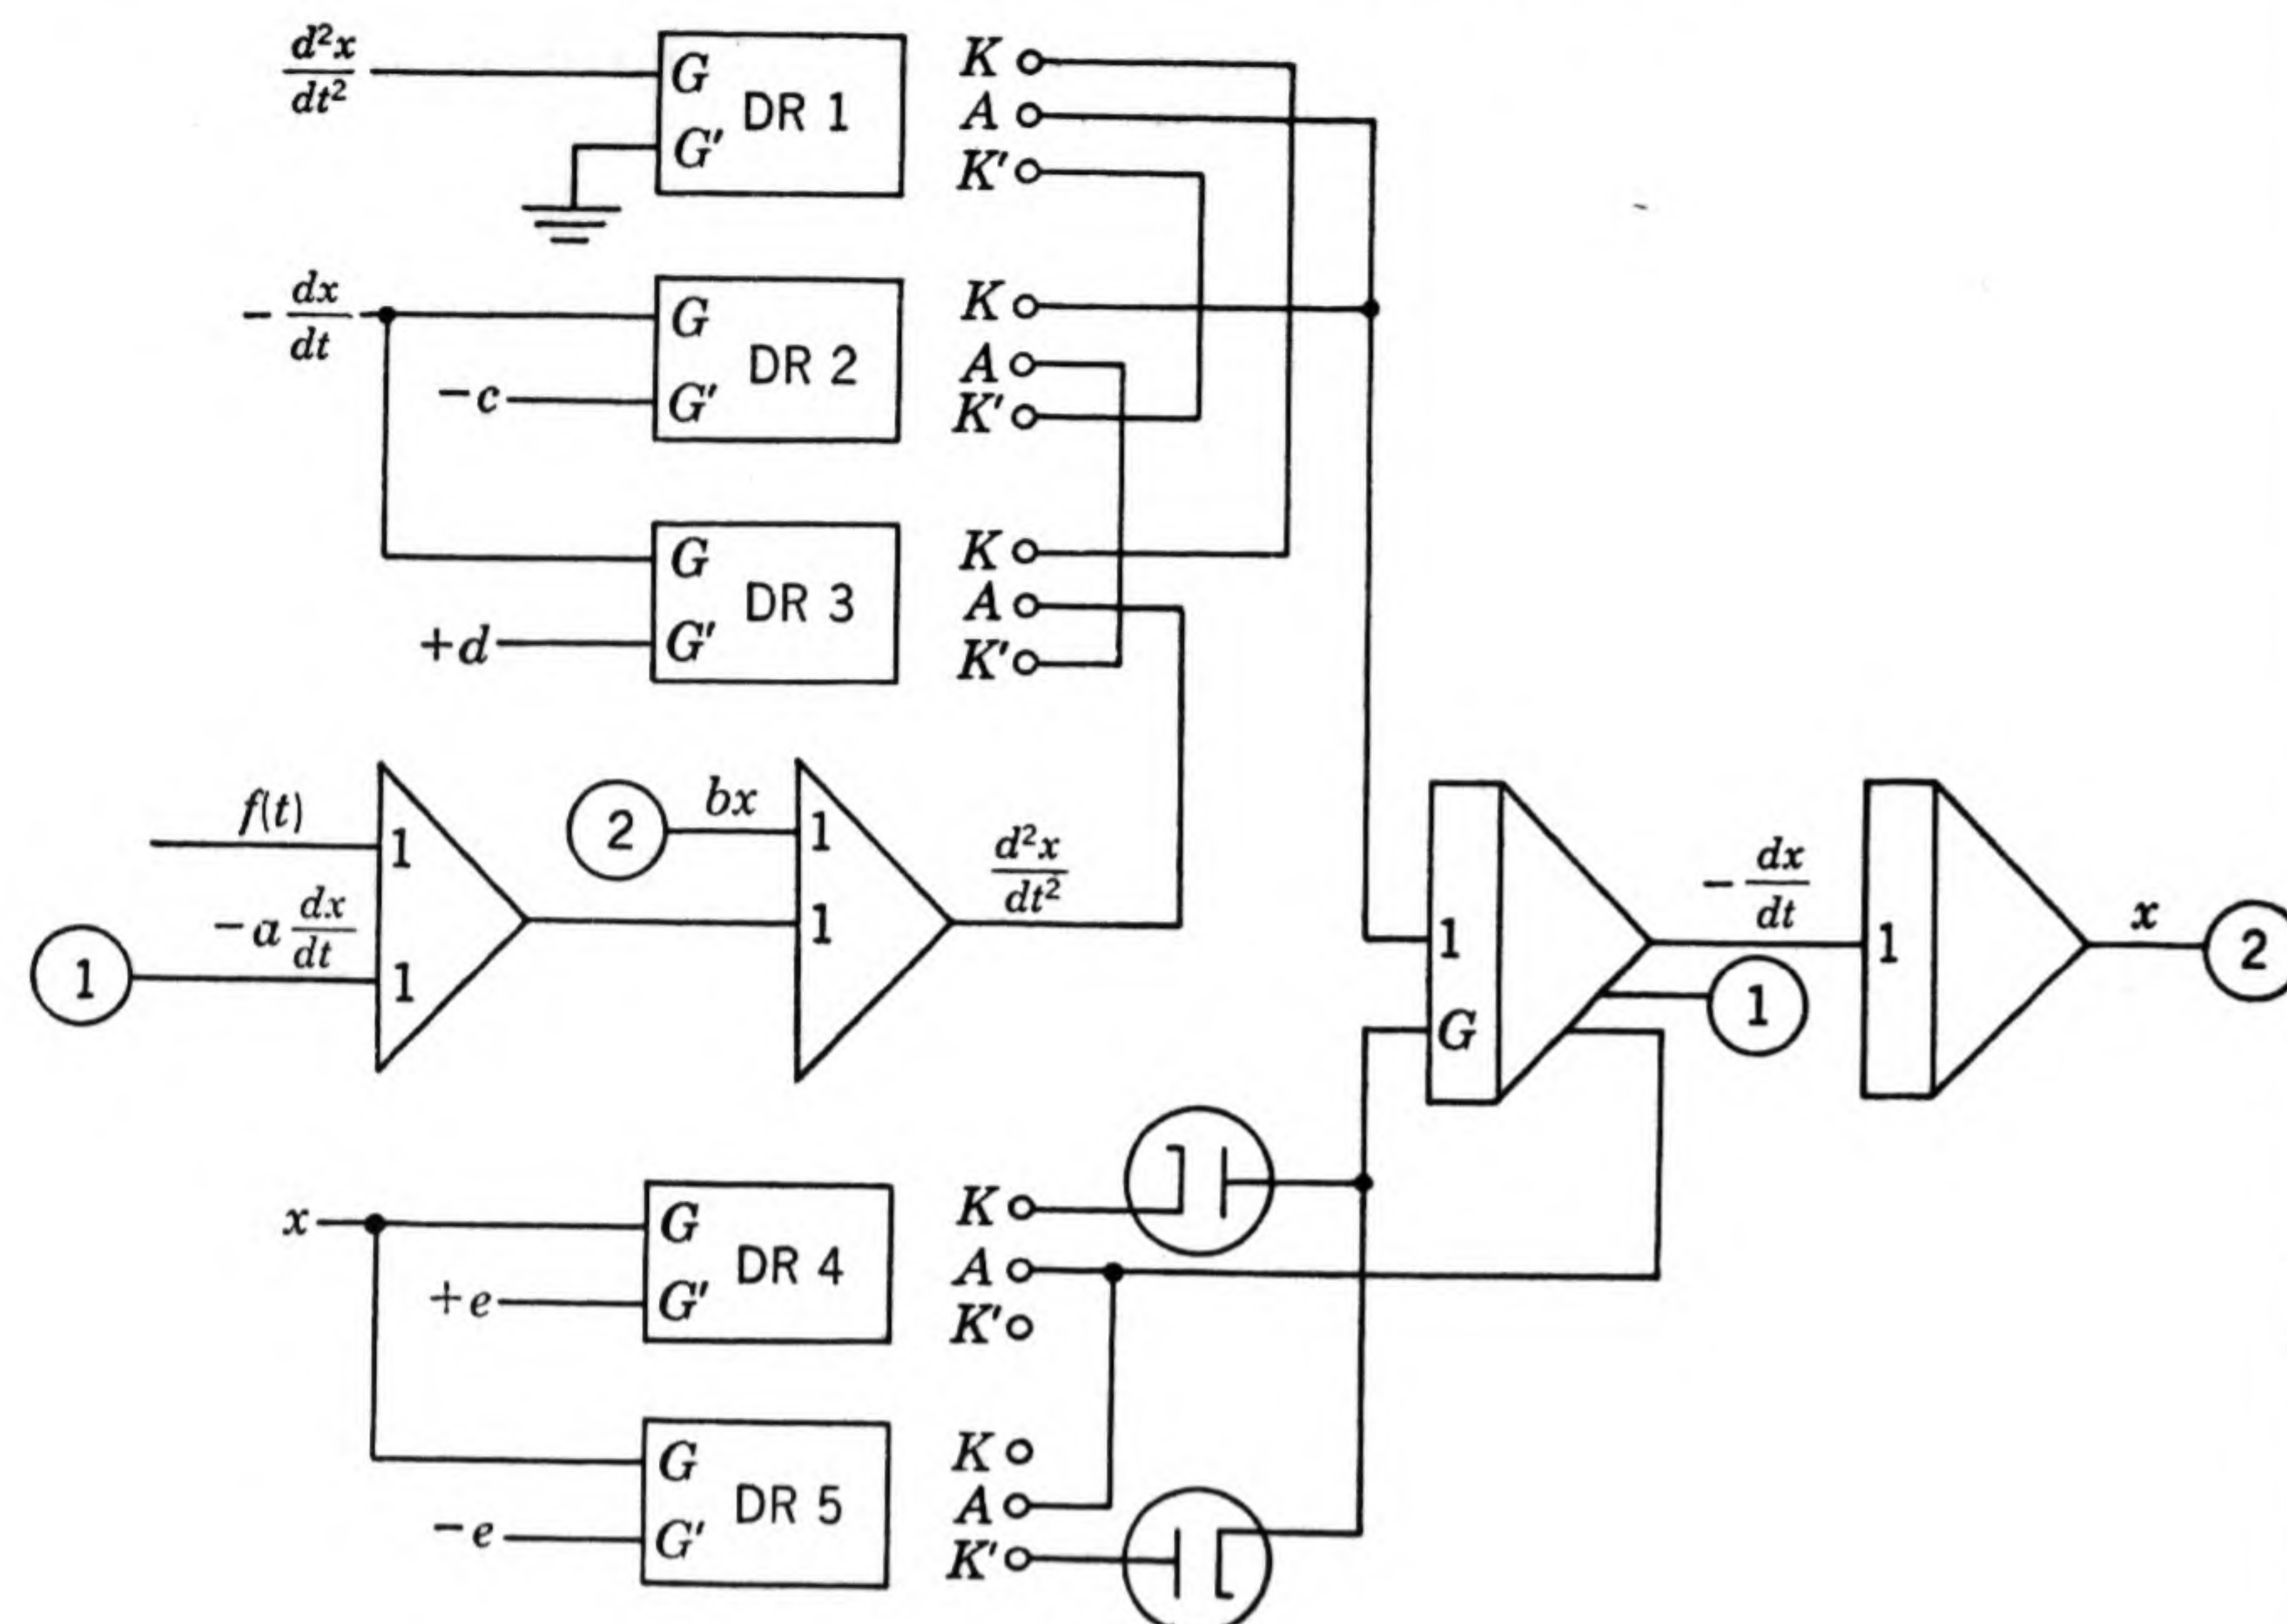 d²x/dt²
G
G'
DR 1
K
A
K'
− dx/dt
−c
G
G'
DR 2
K
A
K'
+d
G
G'
DR 3
K
A
K'
f(t)
1
−a dx/dt
1
1
2
bx
1
1
d²x/dt²
1
G
− dx/dt
1
1
x
2
x
+e
G
G'
DR 4
K
A
K'
−e
G
G'
DR 5
K
A
K'